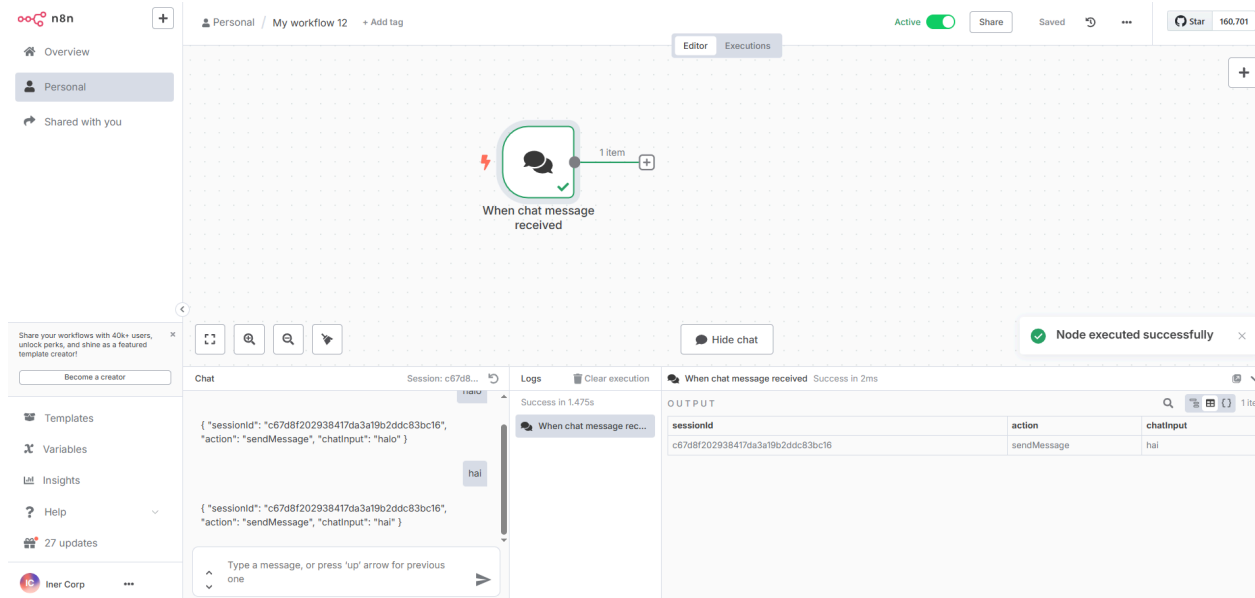 n8n
+
Personal / My workflow 12 + Add tag
Active
Share
Saved
Star 160,701
Editor Executions
Overview
Personal
Shared with you
1 item
When chat message
received
Share your workflows with 40k+ users,
unlock perks, and shine as a featured
template creator!
Become a creator
Hide chat
Node executed successfully
Templates
Variables
Insights
Help
27 updates
Iner Corp
IC
Chat
Session: c67d8...
halo
{ "sessionId": "c67d8f202938417da3a19b2ddc83bc16",
"action": "sendMessage", "chatInput": "halo" }
hai
{ "sessionId": "c67d8f202938417da3a19b2ddc83bc16",
"action": "sendMessage", "chatInput": "hai" }
Type a message, or press 'up' arrow for previous
one
Logs
Clear execution
Success in 1.475s
When chat message rec...
When chat message received Success in 2ms
OUTPUT
1 ite
sessionId action chatInput
c67d8f202938417da3a19b2ddc83bc16 sendMessage hai